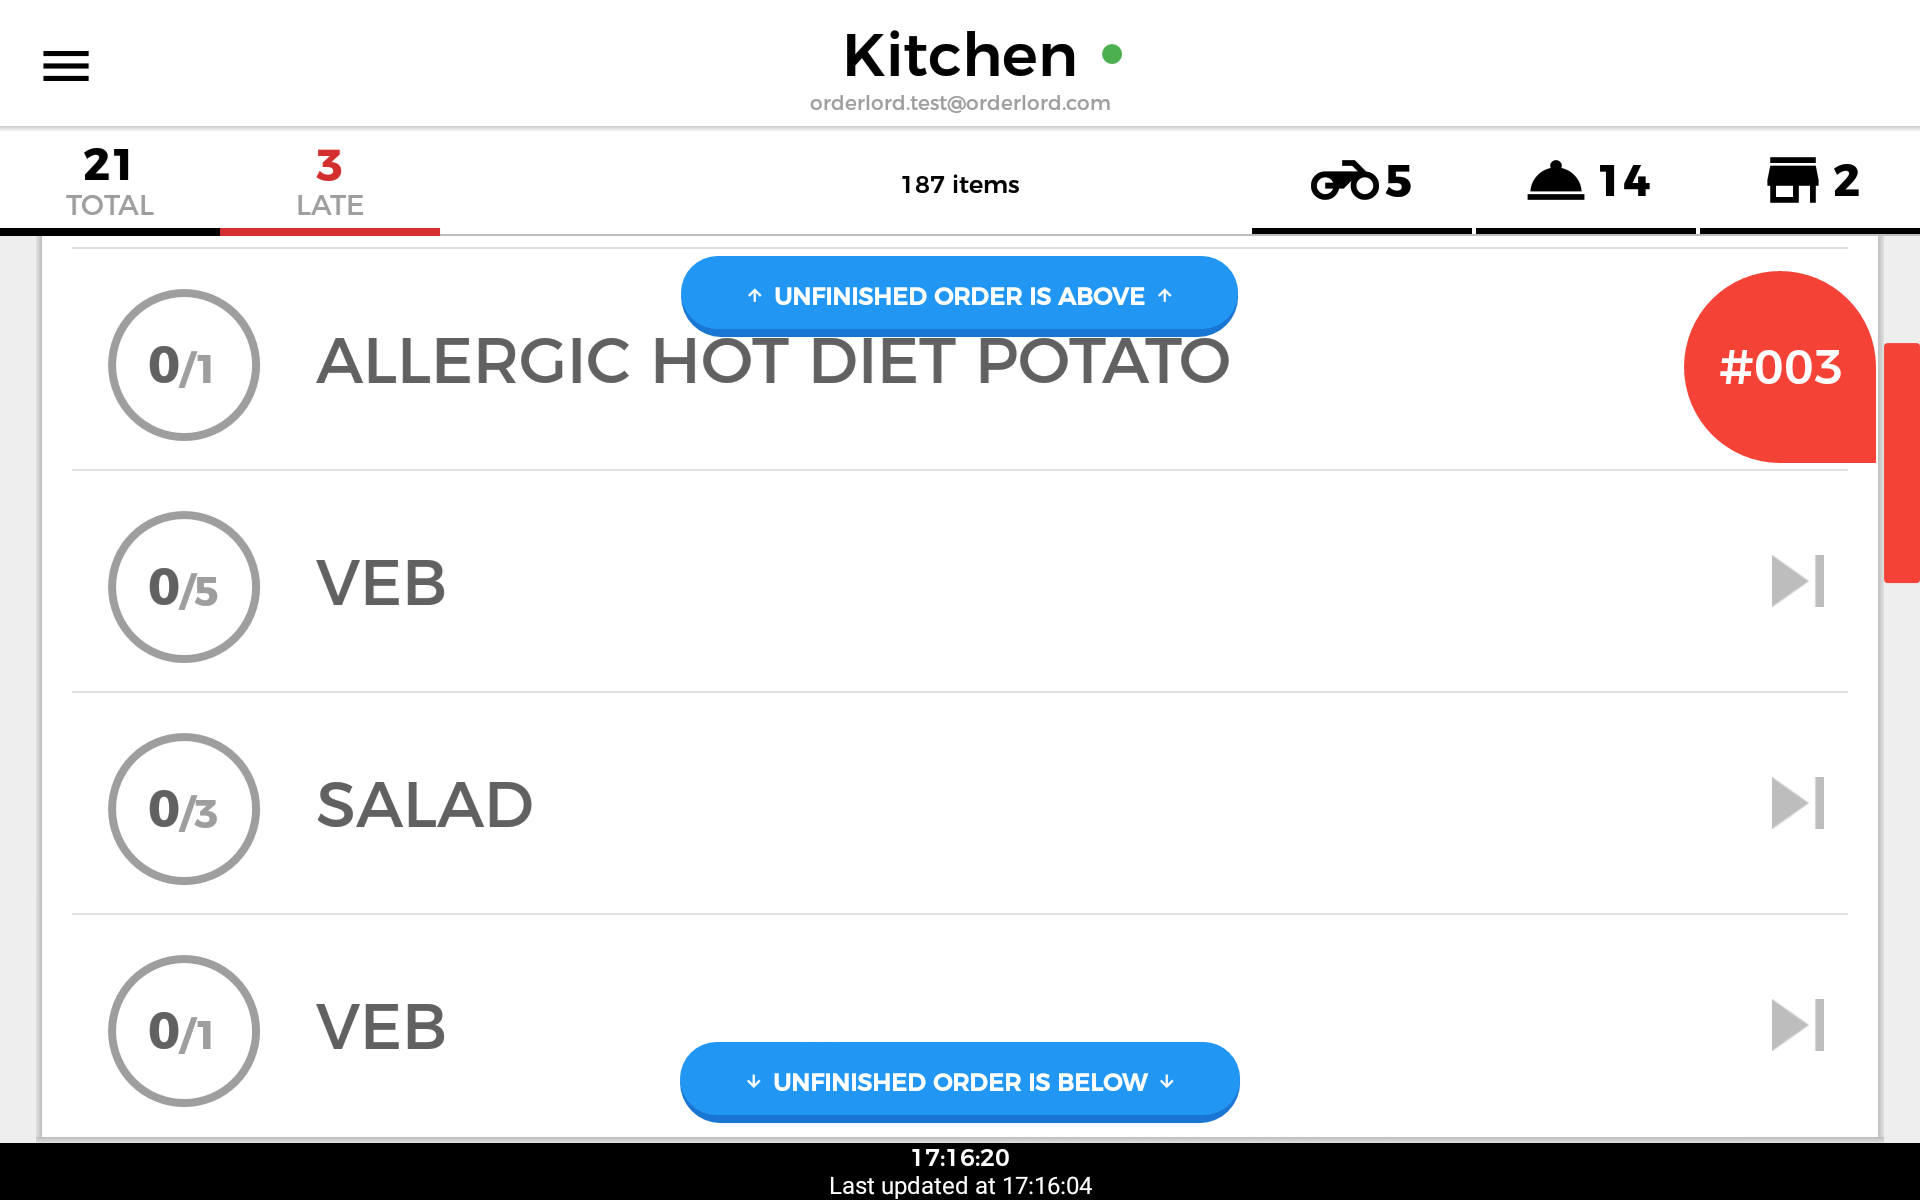 Kitchen
orderlord.test@orderlord.com
21
TOTAL
3
LATE
187 items
5
14
2
↑ UNFINISHED ORDER IS ABOVE ↑
0/1
ALLERGIC HOT DIET POTATO
#003
0/5
VEB
0/3
SALAD
0/1
VEB
↓ UNFINISHED ORDER IS BELOW ↓
17:16:20
Last updated at 17:16:04